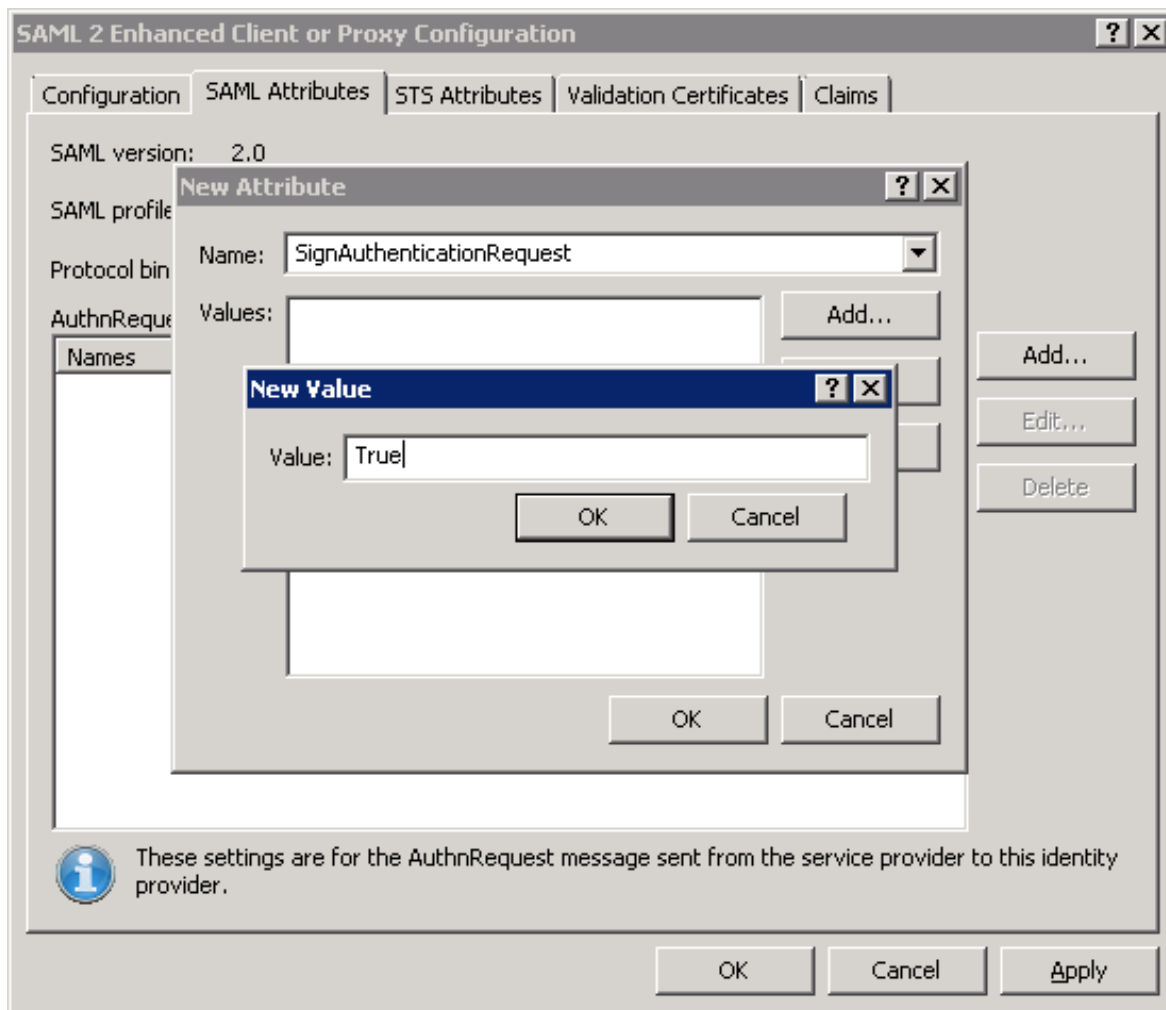 SAML 2 Enhanced Client or Proxy Configuration
Configuration SAML Attributes STS Attributes Validation Certificates Claims
SAML version: 2.0
New Attribute
SAML profile
Name: SignAuthenticationRequest
Protocol bin
Values: Add...
AuthnReque
Names Add...
New Value
Edit...
Value: True
Delete
OK Cancel
OK Cancel
These settings are for the AuthnRequest message sent from the service provider to this identity
provider.
OK Cancel Apply